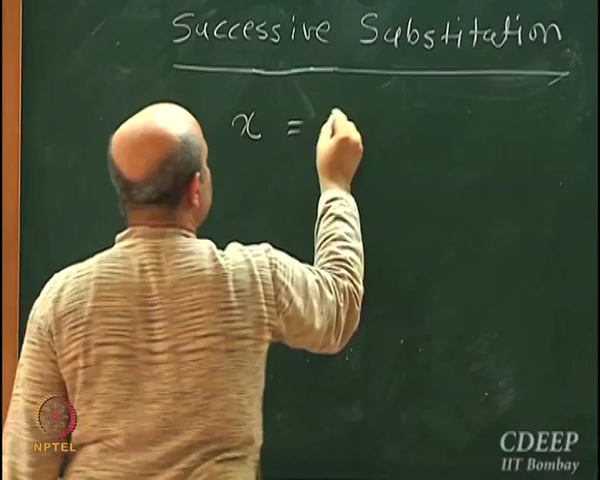 Successive Substitution
x =
NPTEL
CDEEP
IIT Bombay